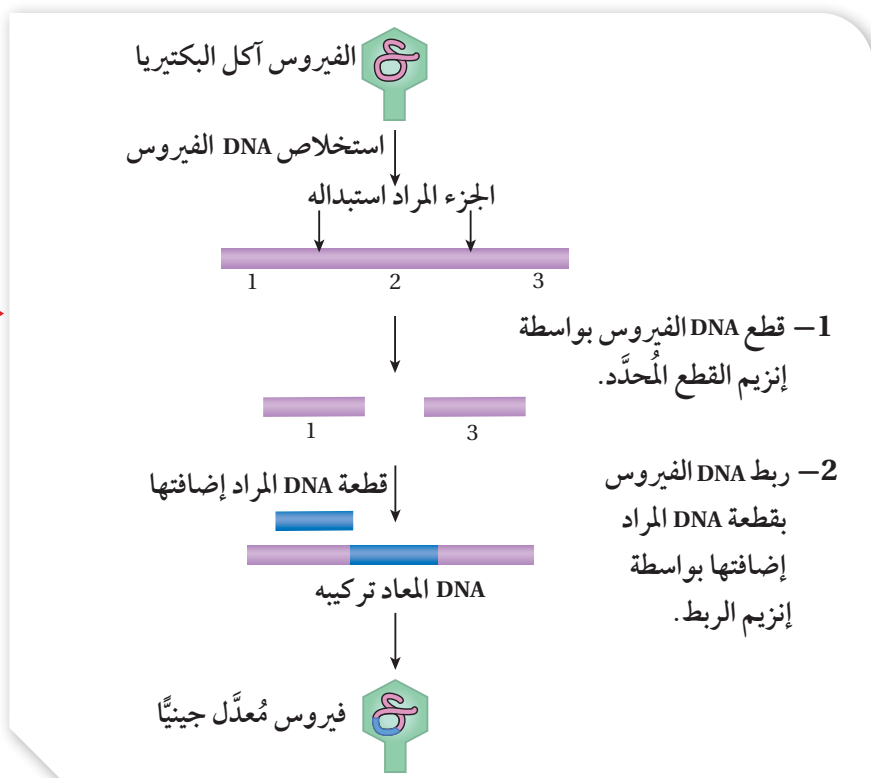 الفيروس آكل البكتيريا
استخلاص DNA الفيروس
الجزء المراد استبداله
1 2 3
1– قطع DNA الفيروس بواسطة
إنزيم القطع المُحدَّد.
1 3
2– ربط DNA الفيروس
بقطعة DNA المراد
إضافتها بواسطة
إنزيم الربط.
قطعة DNA المراد إضافتها
DNA المعاد تركيبه
فيروس مُعدَّل جينيًّا